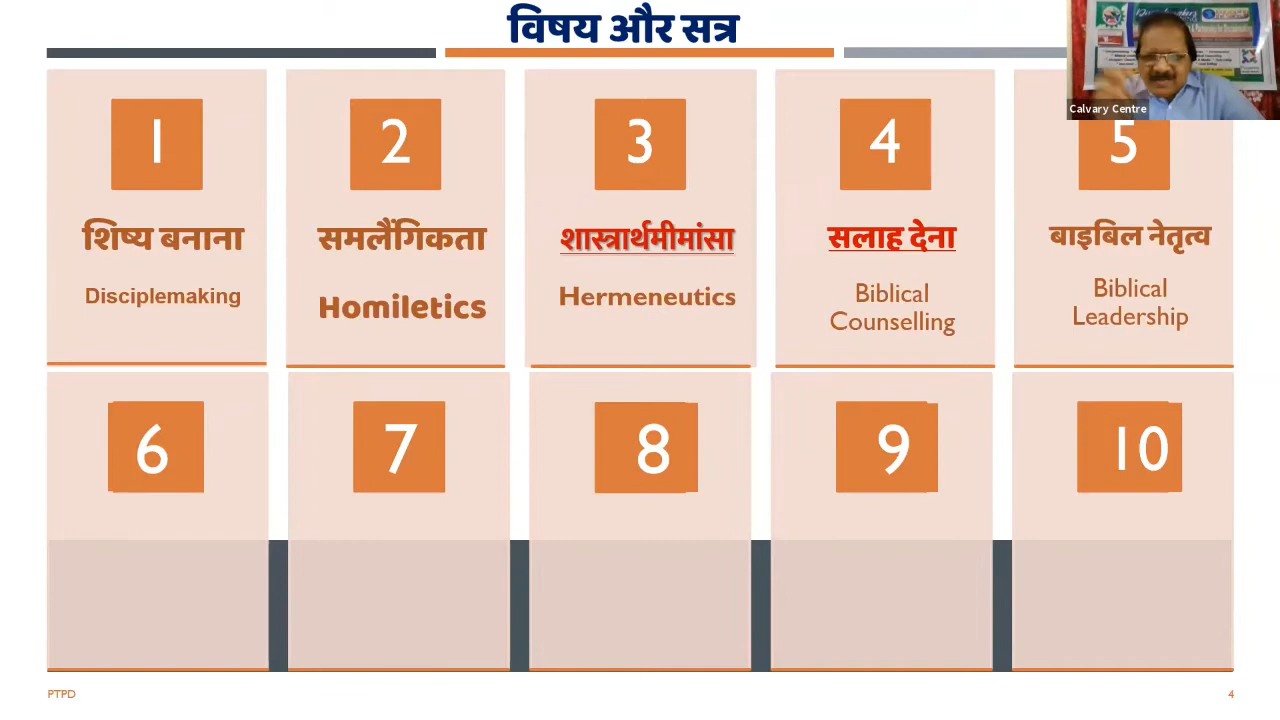 विषय और सत्र
Calvary Centre
1
2
3
4
5
शिष्य बनाना
समलैंगिकता
शास्त्रार्थमीमांसा
सलाह देना
बाइबिल नेतृत्व
Disciplemaking
Homiletics
Hermeneutics
Biblical
Counselling
Biblical
Leadership
6
7
8
9
10
PTPD
4